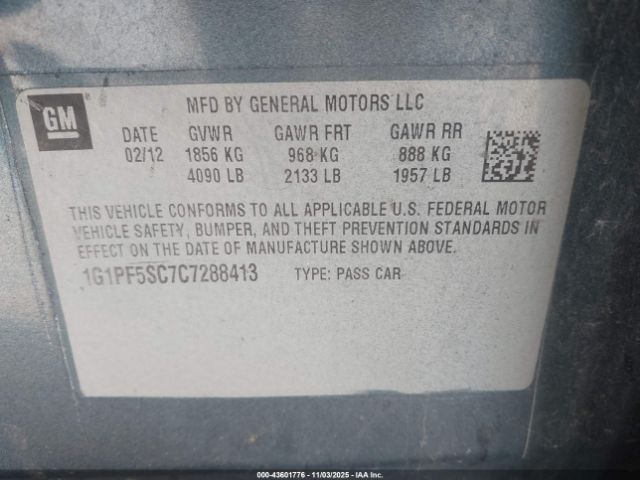 GM
MFD BY GENERAL MOTORS LLC
DATE GVWR GAWR FRT GAWR RR
02/12 1856 KG 968 KG 888 KG
4090 LB 2133 LB 1957 LB
THIS VEHICLE CONFORMS TO ALL APPLICABLE U.S. FEDERAL MOTOR
VEHICLE SAFETY, BUMPER, AND THEFT PREVENTION STANDARDS IN
EFFECT ON THE DATE OF MANUFACTURE SHOWN ABOVE.
1G1PF5SC7C7288413 TYPE: PASS CAR
© 43601776 - 11/03/2025 - IAA Inc.